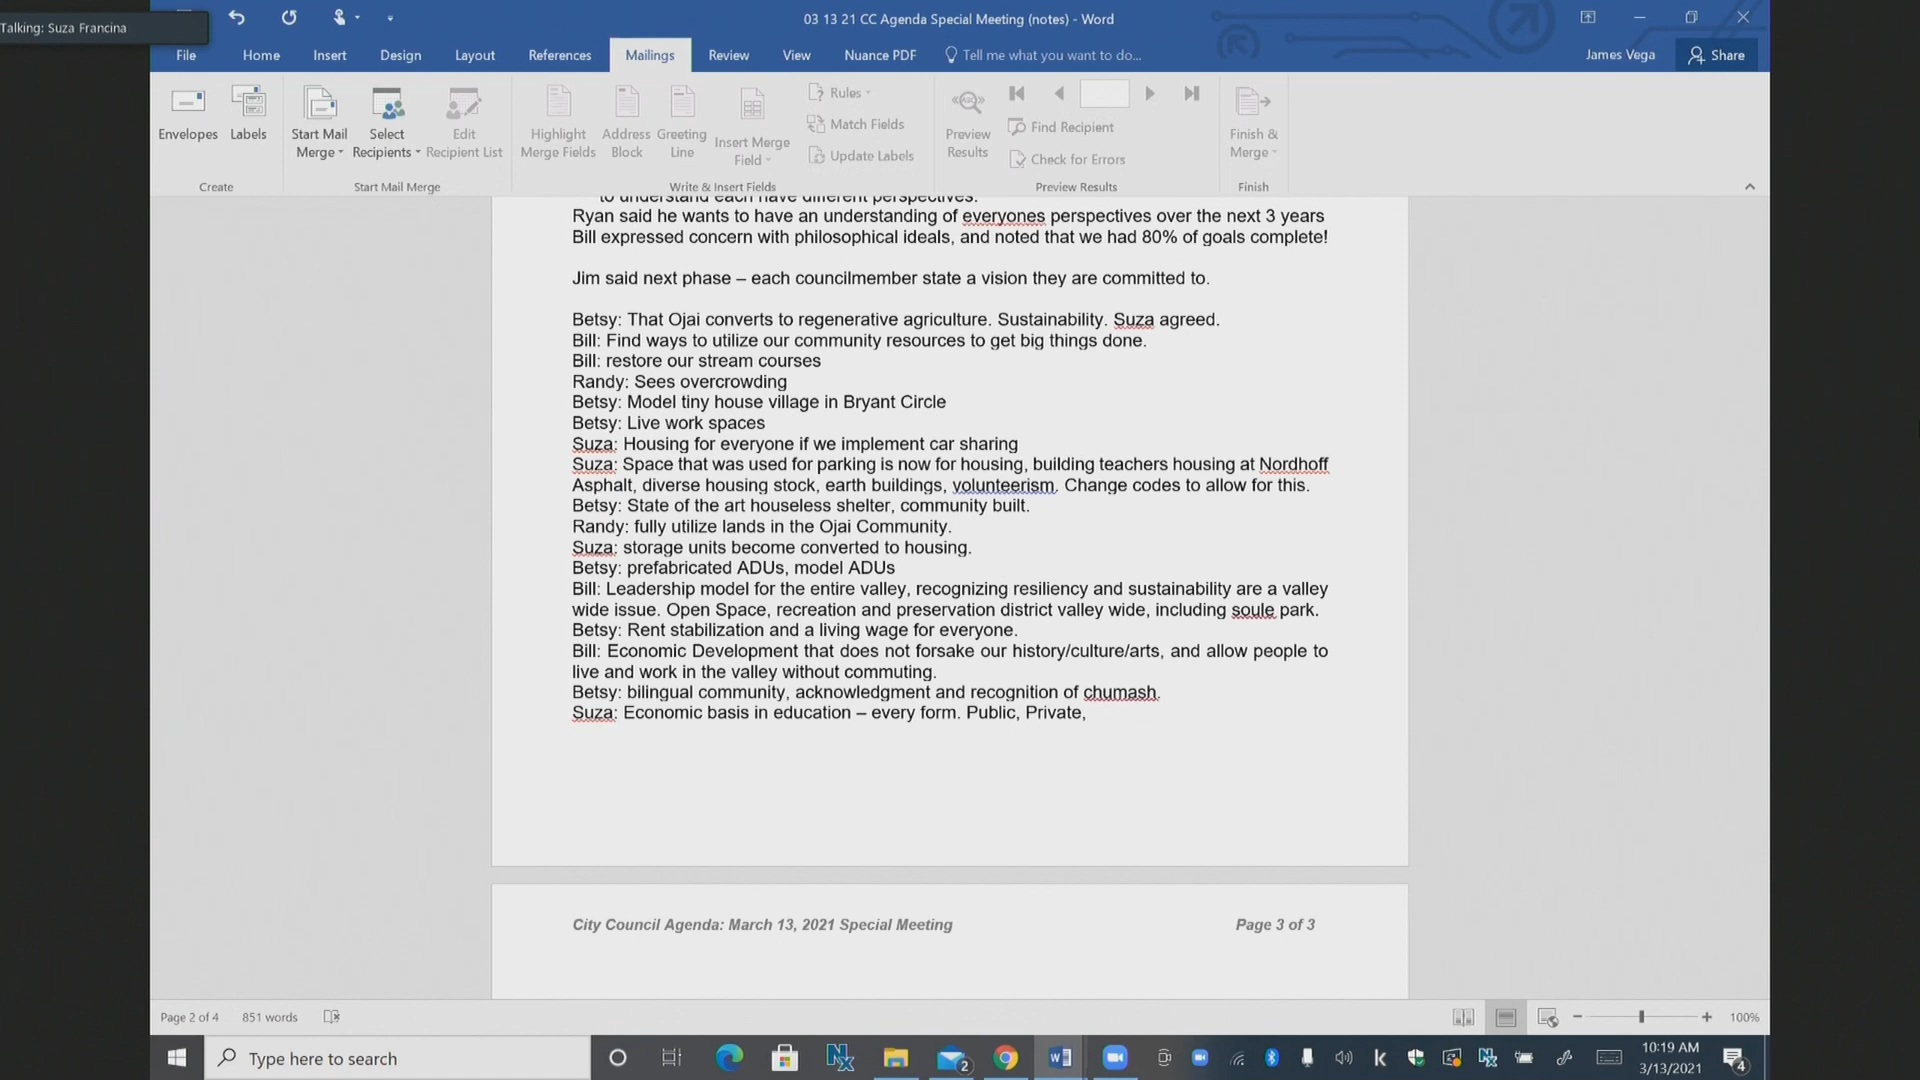 Talking: Suza Francina
03 13 21 CC Agenda Special Meeting (notes) - Word
File Home Insert Design Layout References Mailings Review View Nuance PDF Tell me what you want to do... James Vega Share
Envelopes Labels Start Mail Merge Select Recipients Edit Recipient List Highlight Merge Fields Address Block Greeting Line Insert Merge Field Rules Match Fields Update Labels Preview Results Find Recipient Check for Errors Finish & Merge
Create Start Mail Merge Write & Insert Fields Preview Results Finish
to understand each have different perspectives.
Ryan said he wants to have an understanding of everyones perspectives over the next 3 years
Bill expressed concern with philosophical ideals, and noted that we had 80% of goals complete!
Jim said next phase – each councilmember state a vision they are committed to.
Betsy: That Ojai converts to regenerative agriculture. Sustainability. Suza agreed.
Bill: Find ways to utilize our community resources to get big things done.
Bill: restore our stream courses
Randy: Sees overcrowding
Betsy: Model tiny house village in Bryant Circle
Betsy: Live work spaces
Suza: Housing for everyone if we implement car sharing
Suza: Space that was used for parking is now for housing, building teachers housing at Nordhoff
Asphalt, diverse housing stock, earth buildings, volunteerism. Change codes to allow for this.
Betsy: State of the art houseless shelter, community built.
Randy: fully utilize lands in the Ojai Community.
Suza: storage units become converted to housing.
Betsy: prefabricated ADUs, model ADUs
Bill: Leadership model for the entire valley, recognizing resiliency and sustainability are a valley
wide issue. Open Space, recreation and preservation district valley wide, including soule park.
Betsy: Rent stabilization and a living wage for everyone.
Bill: Economic Development that does not forsake our history/culture/arts, and allow people to
live and work in the valley without commuting.
Betsy: bilingual community, acknowledgment and recognition of chumash.
Suza: Economic basis in education – every form. Public, Private,
City Council Agenda: March 13, 2021 Special Meeting Page 3 of 3
Page 2 of 4 851 words 100%
Type here to search 2 10:19 AM
3/13/2021 4